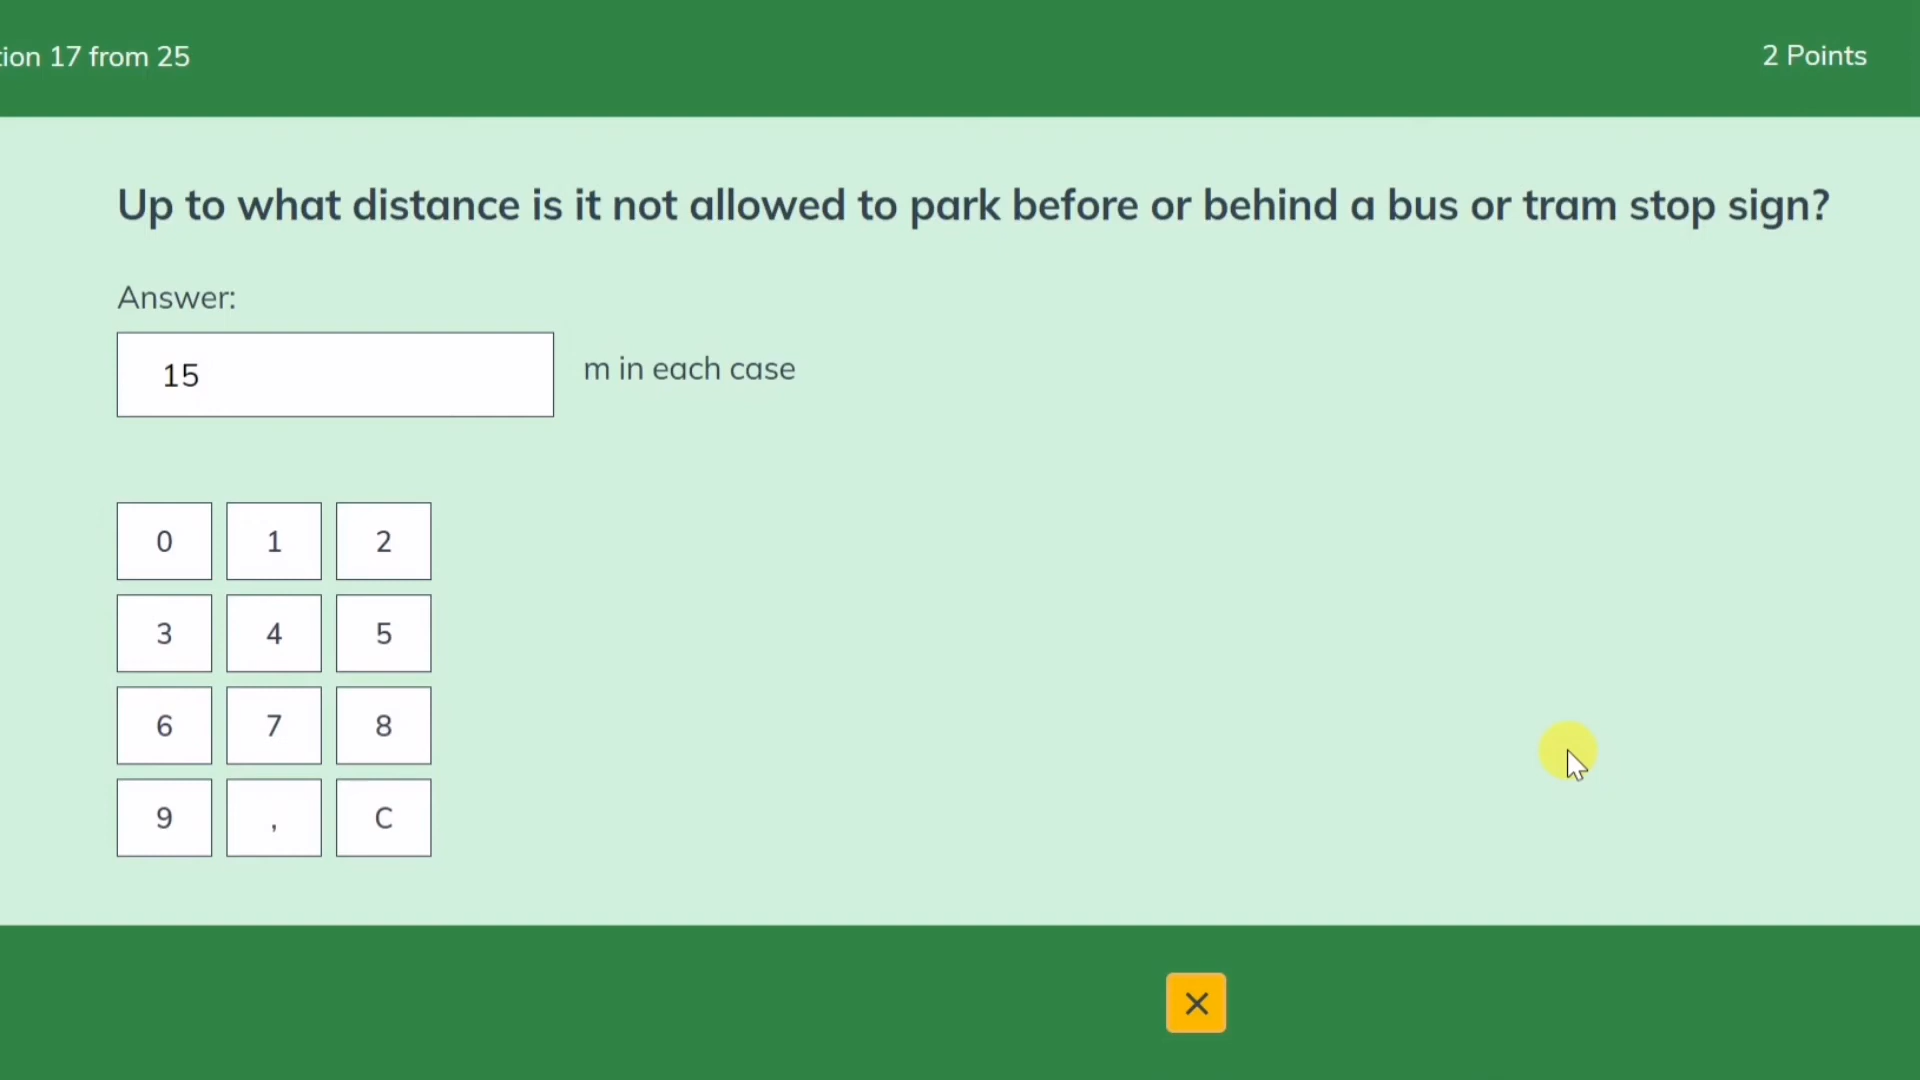 tion 17 from 25
2 Points
Up to what distance is it not allowed to park before or behind a bus or tram stop sign?
Answer:
15
m in each case
0 1 2
3 4 5
6 7 8
9 , C